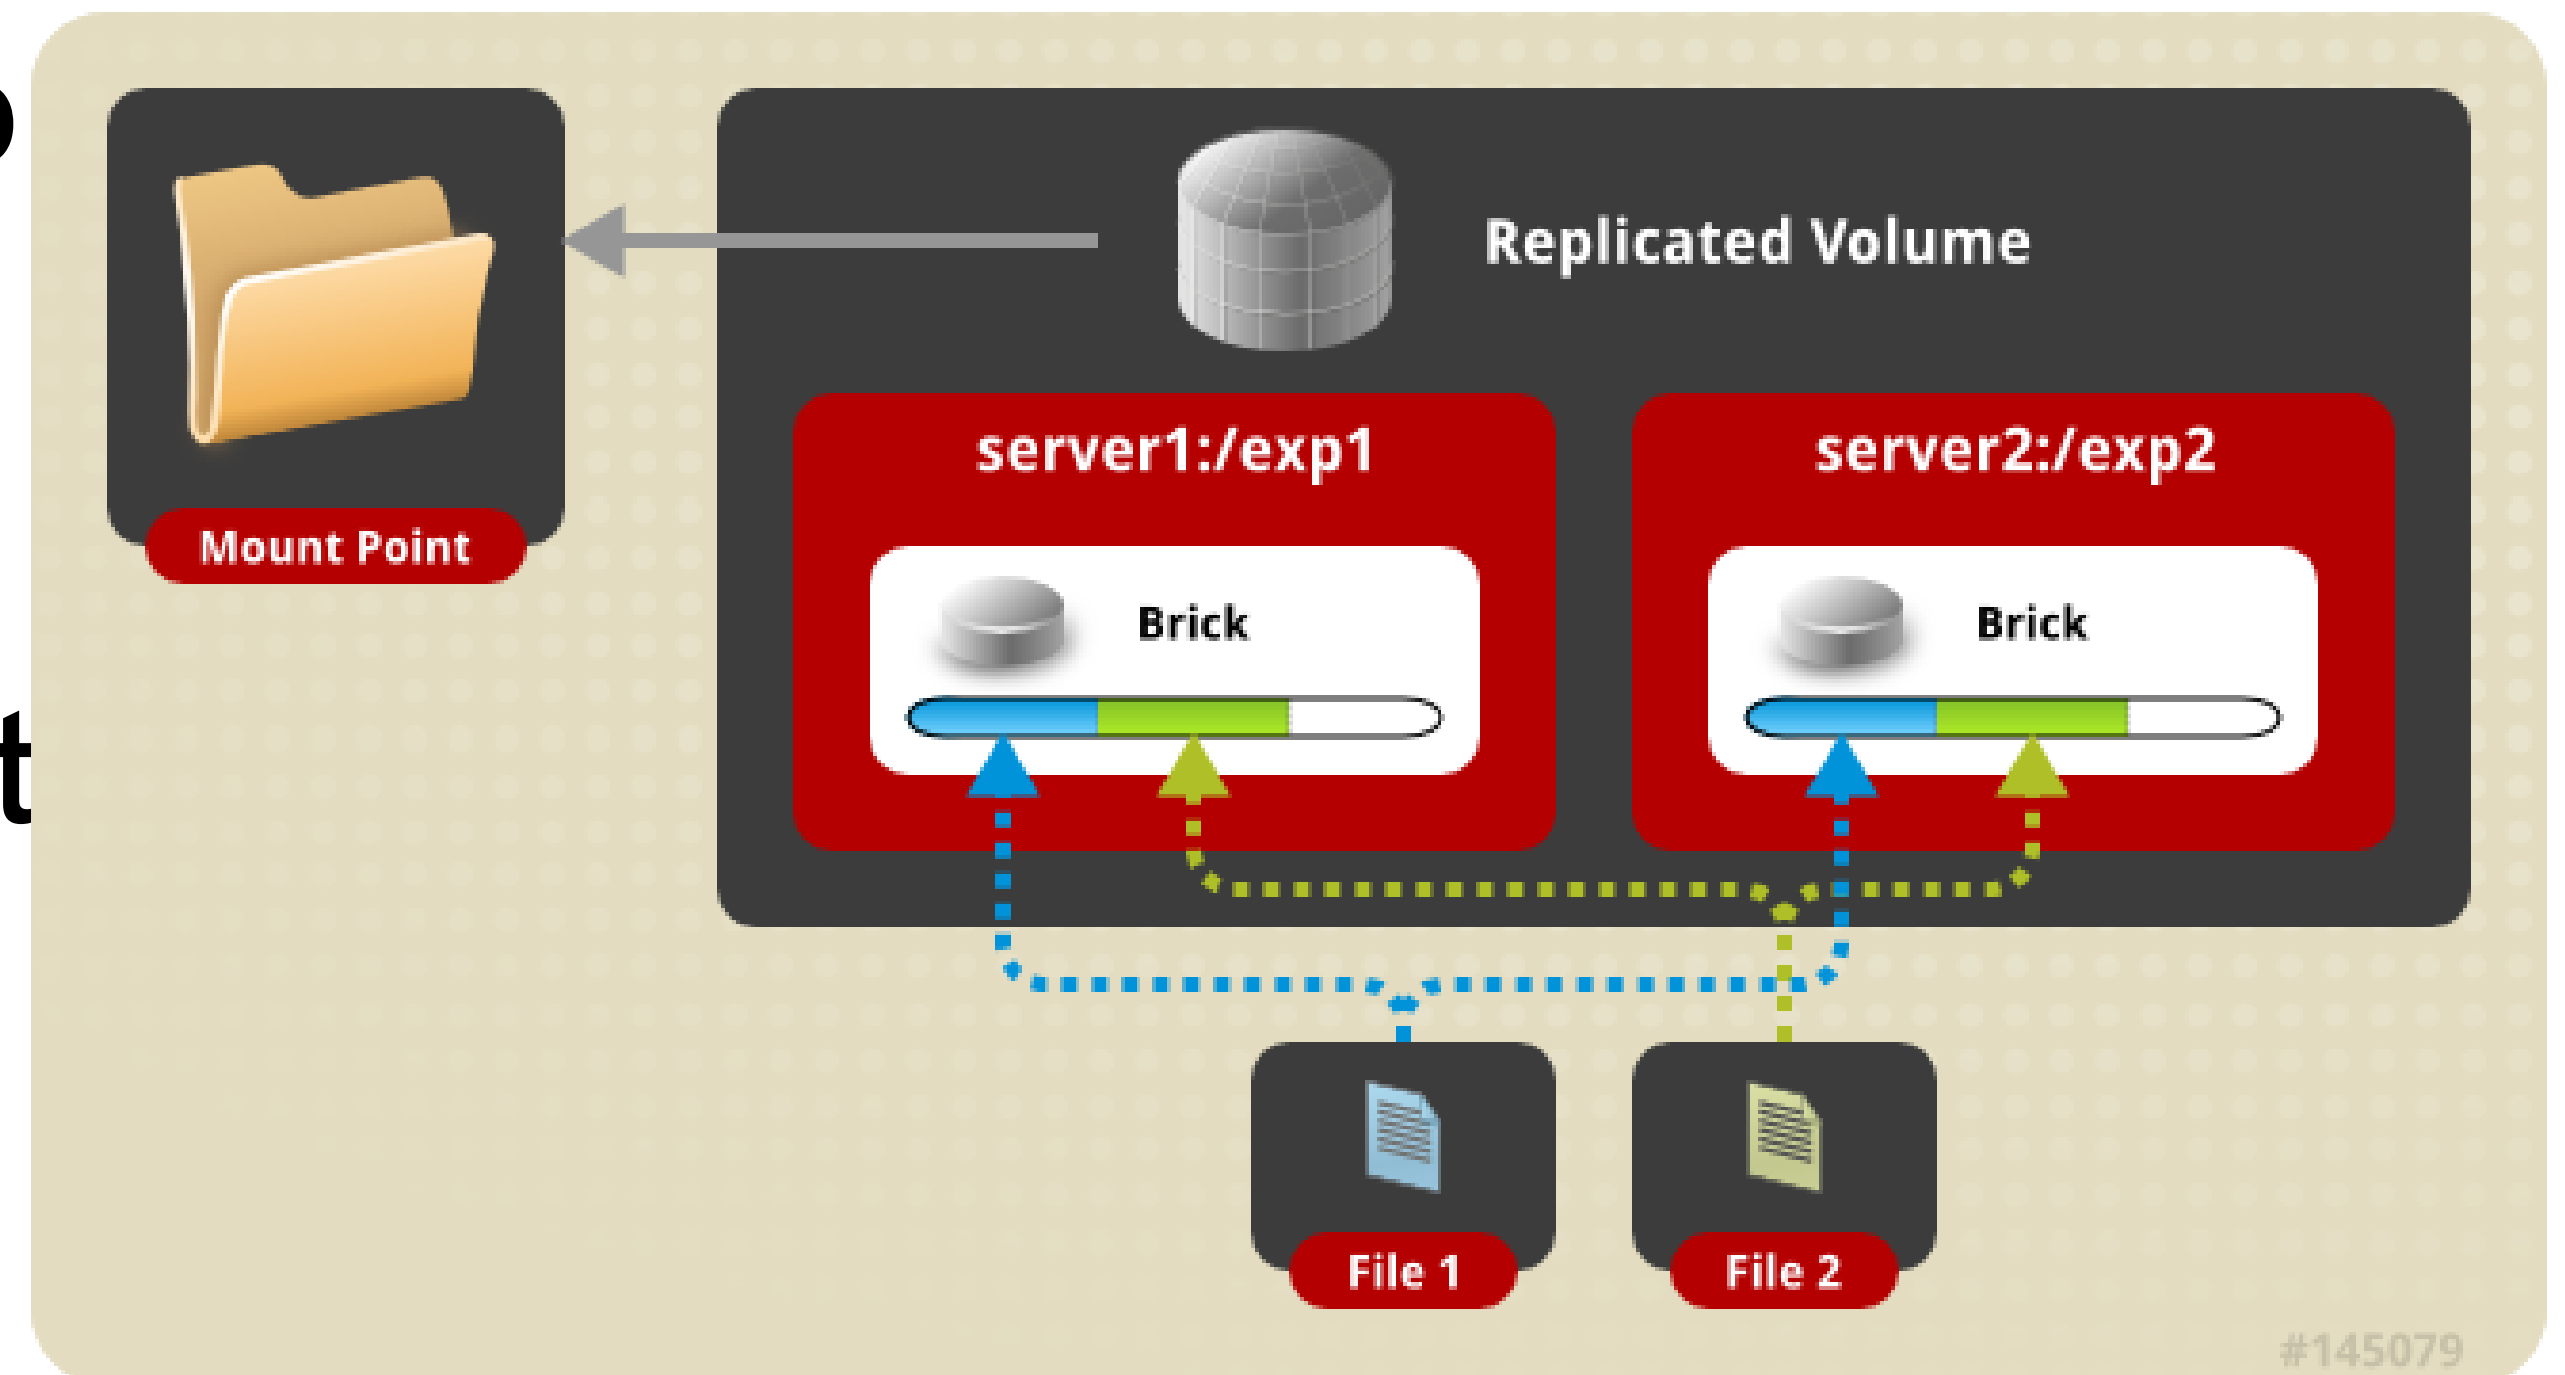 Replicated Volume
server1:/exp1
server2:/exp2
Mount Point
Brick
Brick
File 1
File 2
#145079